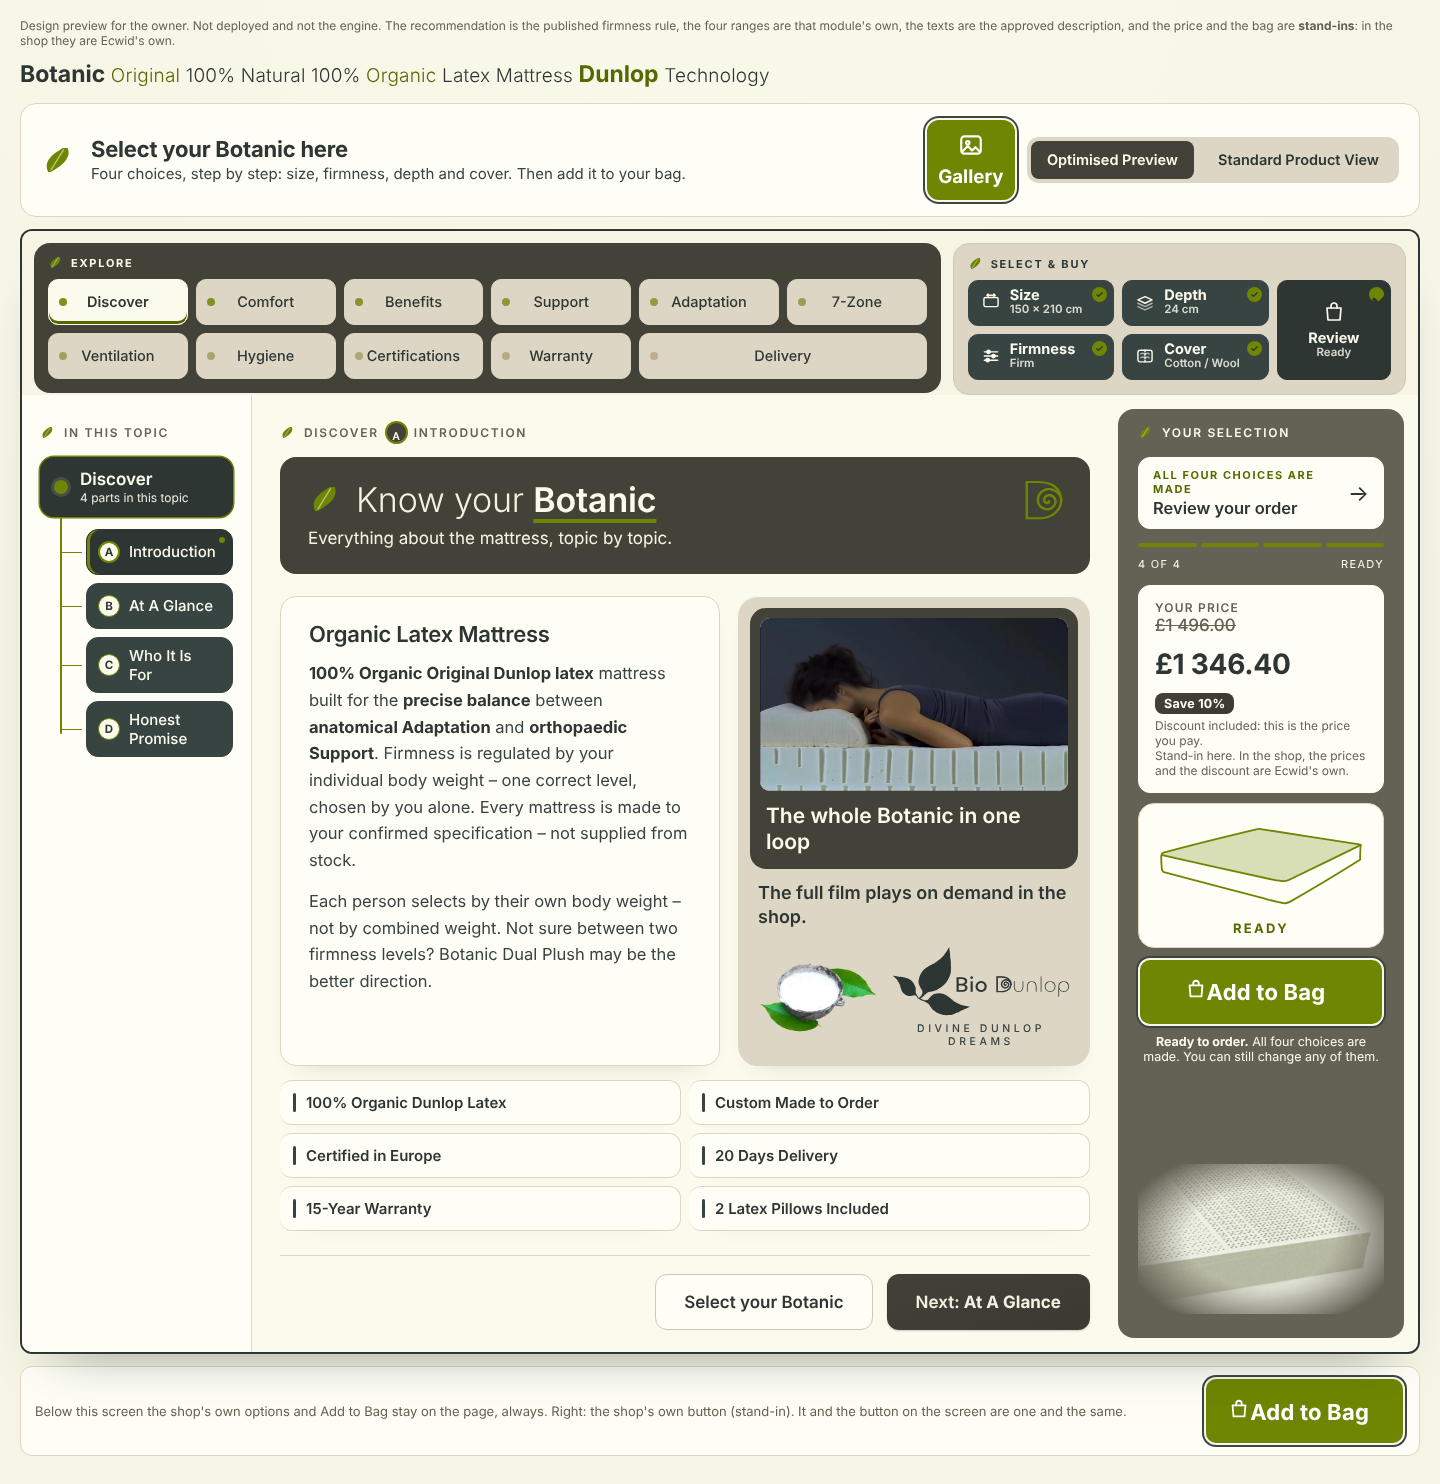 Design preview for the owner. Not deployed and not the engine. The recommendation is the published firmness rule, the four ranges are that module's own, the texts are the approved description, and the price and the bag are stand-ins: in the
shop they are Ecwid's own.
Botanic Original 100% Natural 100% Organic Latex Mattress Dunlop Technology
Select your Botanic here
Four choices, step by step: size, firmness, depth and cover. Then add it to your bag.
Gallery
Optimised Preview
Standard Product View
EXPLORE
Discover
Comfort
Benefits
Support
Adaptation
7-Zone
Ventilation
Hygiene
Certifications
Warranty
Delivery
SELECT & BUY
Size
150 × 210 cm
Depth
24 cm
Firmness
Firm
Cover
Cotton / Wool
Review
Ready
IN THIS TOPIC
Discover
4 parts in this topic
A Introduction
B At A Glance
C Who It Is
For
D Honest
Promise
DISCOVER A INTRODUCTION
Know your Botanic
Everything about the mattress, topic by topic.
Organic Latex Mattress
100% Organic Original Dunlop latex mattress
built for the precise balance between
anatomical Adaptation and orthopaedic
Support. Firmness is regulated by your
individual body weight – one correct level,
chosen by you alone. Every mattress is made to
your confirmed specification – not supplied from
stock.
Each person selects by their own body weight –
not by combined weight. Not sure between two
firmness levels? Botanic Dual Plush may be the
better direction.
The whole Botanic in one
loop
The full film plays on demand in the
shop.
Bio Dunlop
DIVINE DUNLOP
DREAMS
100% Organic Dunlop Latex
Custom Made to Order
Certified in Europe
20 Days Delivery
15-Year Warranty
2 Latex Pillows Included
Select your Botanic
Next: At A Glance
YOUR SELECTION
ALL FOUR CHOICES ARE
MADE
Review your order
4 OF 4
READY
YOUR PRICE
£1 496.00
£1 346.40
Save 10%
Discount included: this is the price
you pay.
Stand-in here. In the shop, the prices
and the discount are Ecwid's own.
READY
Add to Bag
Ready to order. All four choices are
made. You can still change any of them.
Below this screen the shop's own options and Add to Bag stay on the page, always. Right: the shop's own button (stand-in). It and the button on the screen are one and the same.
Add to Bag